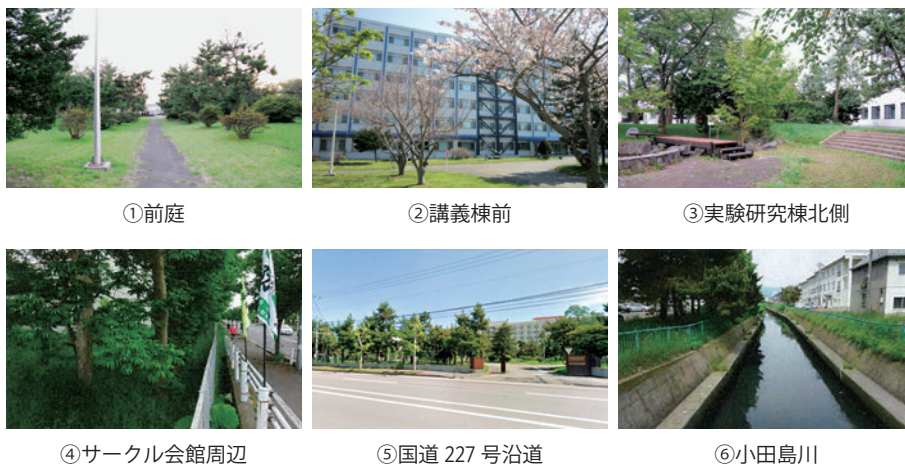 ①前庭
②講義棟前
③実験研究棟北側
④サークル会館周辺
⑤国道 227 号沿道
⑥小田島川